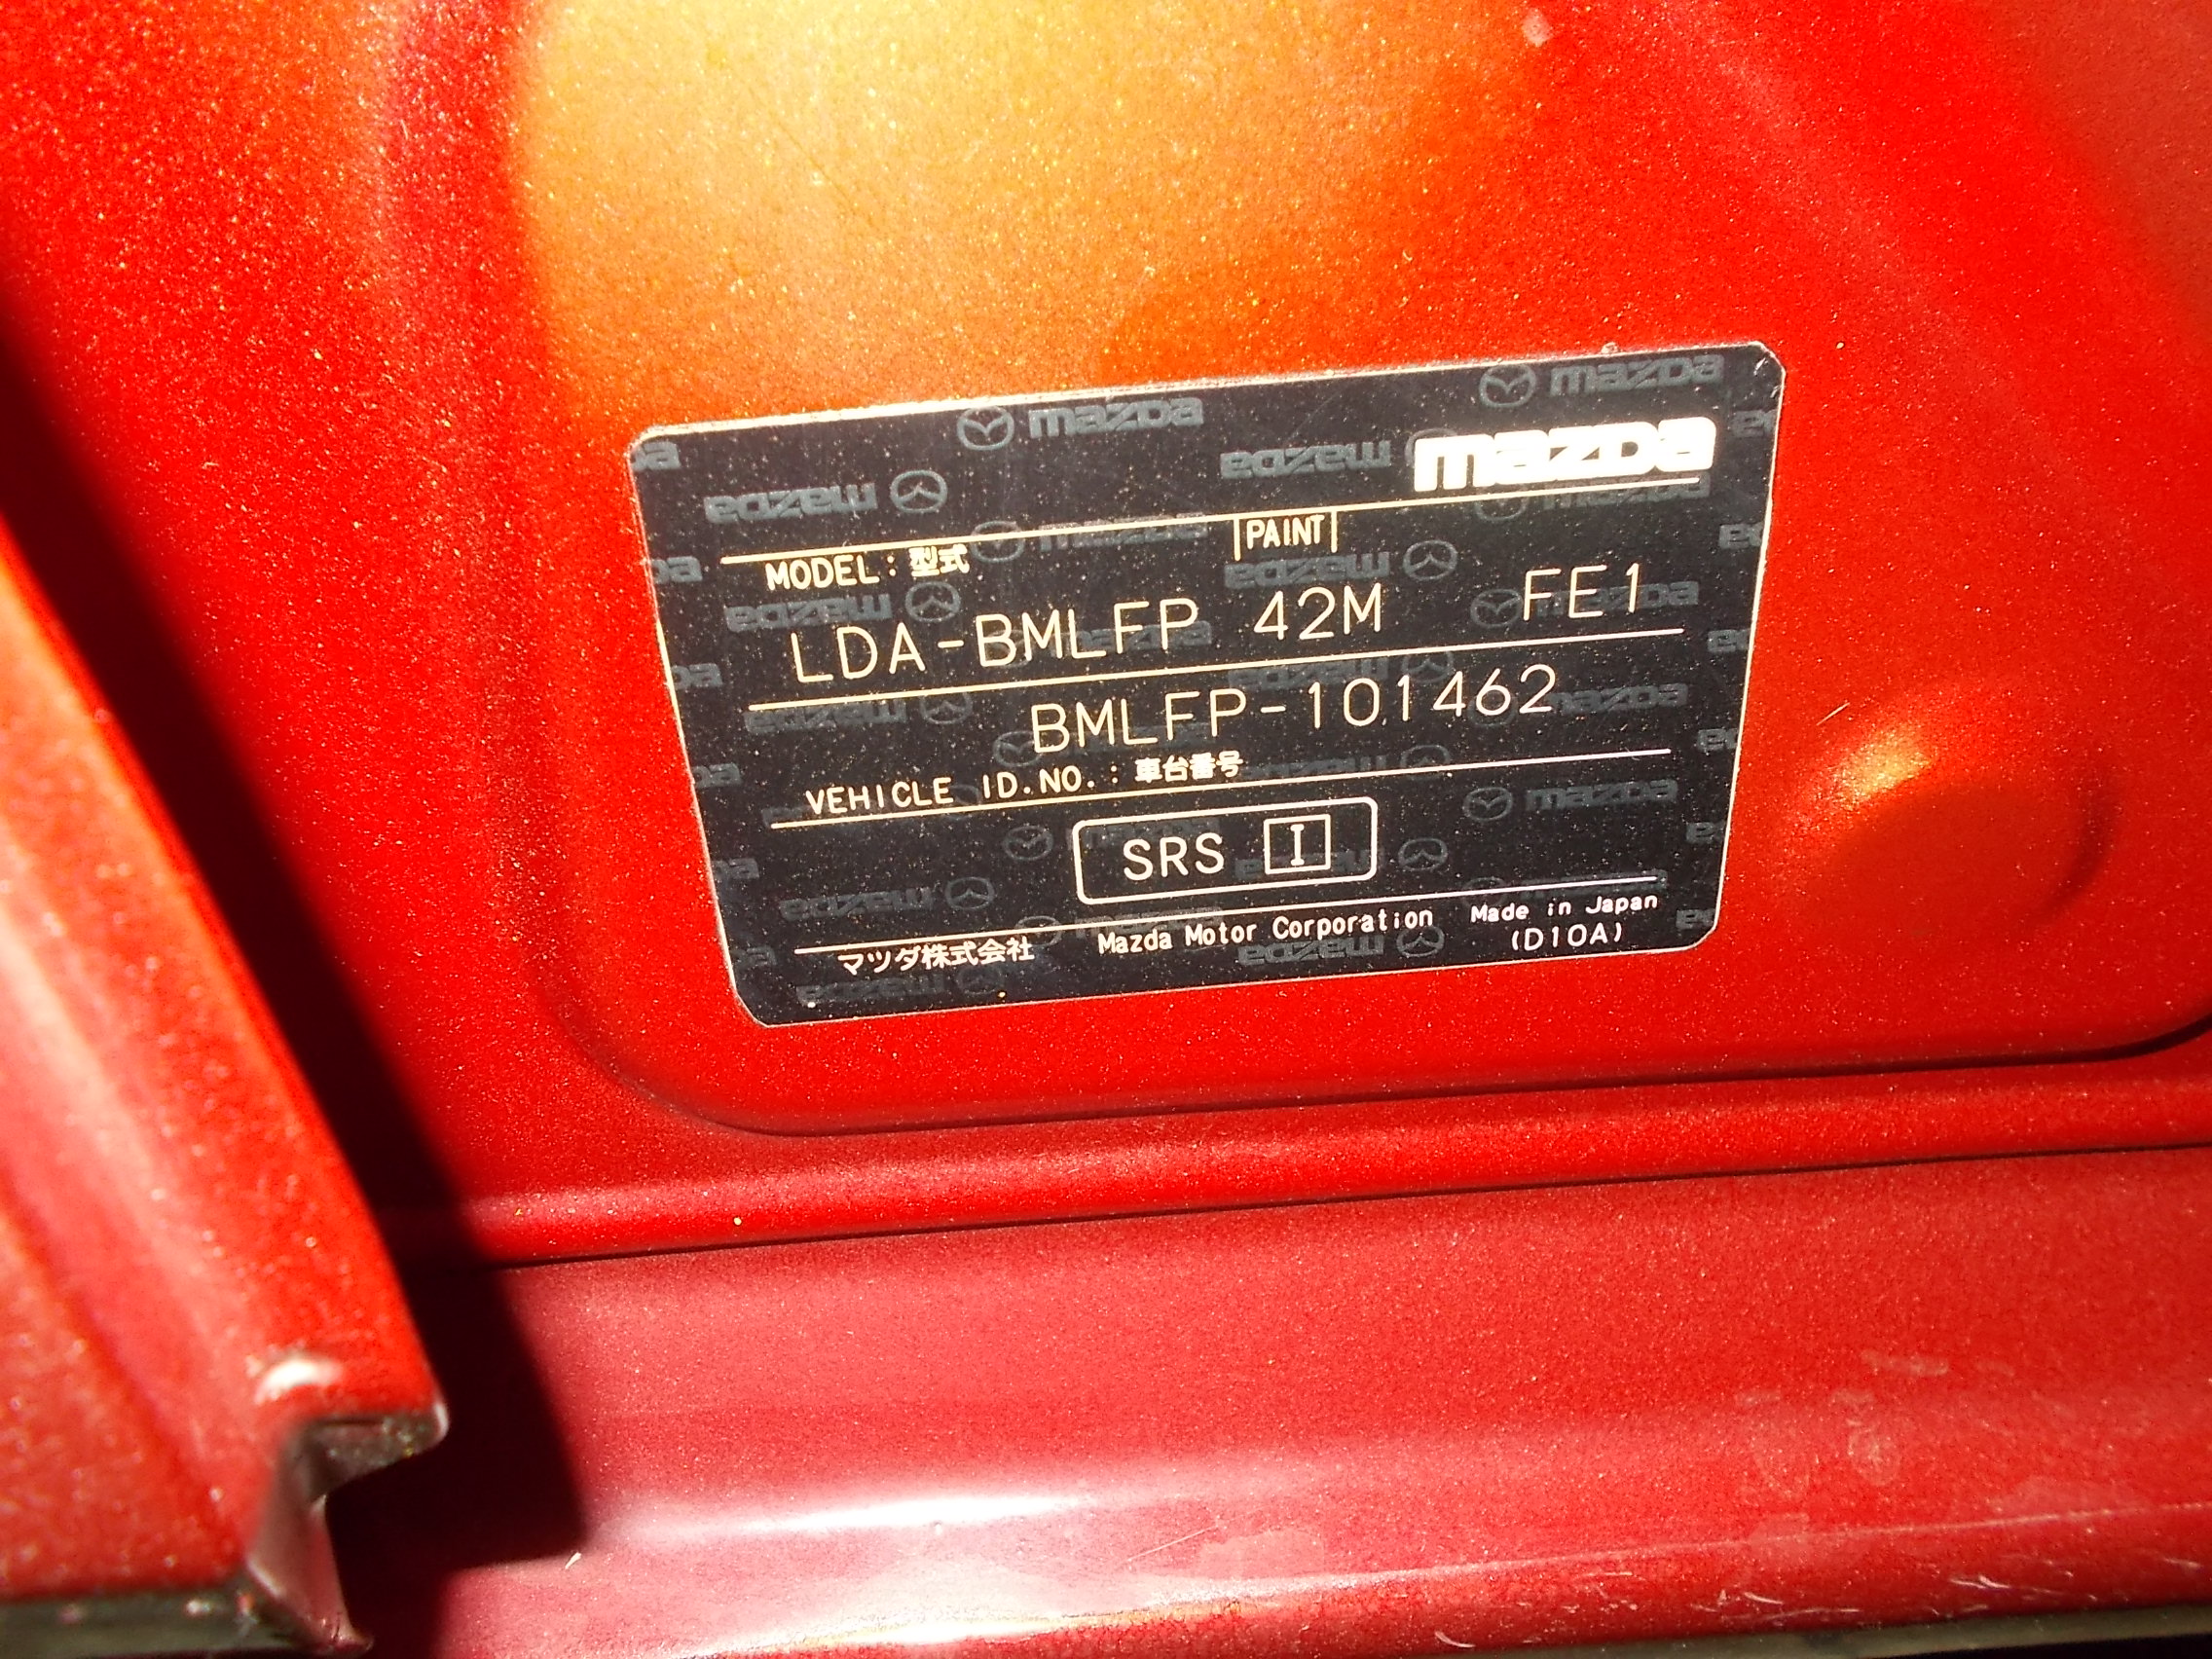 mazda
PAINT
MODEL : 型式
LDA-BMLFP 42M FE1
BMLFP-101462
VEHICLE ID.NO. : 車台番号
SRS I
マツダ株式会社 Mazda Motor Corporation Made in Japan
(D10A)